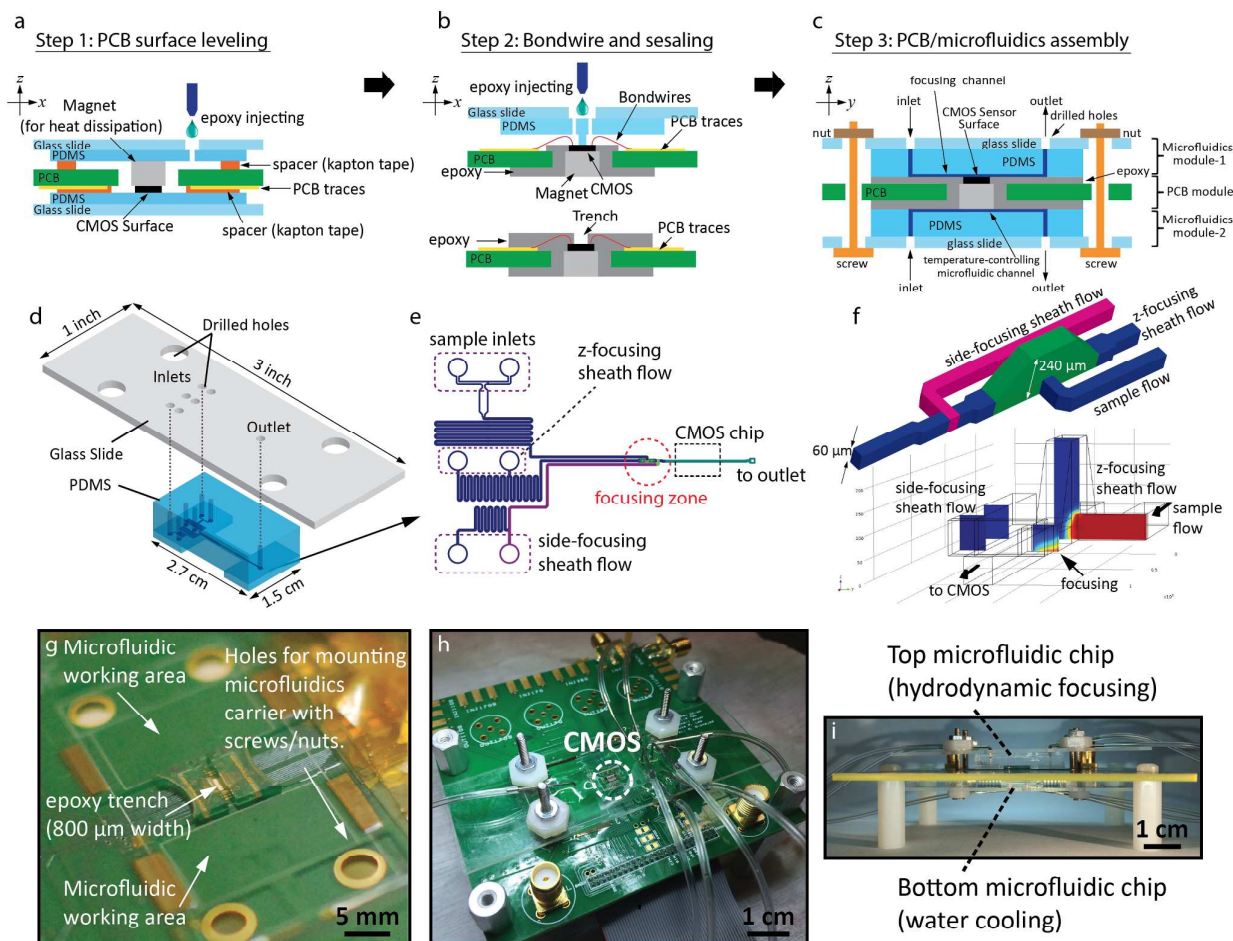 a
Step 1: PCB surface leveling
z
x
Magnet
(for heat dissipation)
epoxy injecting
Glass slide
PDMS
spacer (kapton tape)
PCB
PCB traces
PDMS
Glass slide
CMOS Surface
spacer (kapton tape)
b
Step 2: Bondwire and sesaling
z
x
epoxy injecting
Bondwires
Glass slide
PDMS
PCB traces
PCB
epoxy
Magnet
CMOS
Trench
epoxy
PCB traces
PCB
c
Step 3: PCB/microfluidics assembly
z
y
focusing channel
inlet
CMOS Sensor
Surface
outlet
drilled holes
nut
nut
glass slide
PDMS
Microfluidics
module-1
epoxy
PCB
PCB module
PDMS
glass slide
Microfluidics
module-2
temperature-controlling
microfluidic channel
screw
screw
inlet
outlet
d
1 inch
Drilled holes
3 inch
Inlets
Outlet
Glass Slide
PDMS
2.7 cm
1.5 cm
e
sample inlets
z-focusing
sheath flow
CMOS chip
to outlet
focusing zone
side-focusing
sheath flow
f
side-focusing sheath flow
z-focusing
sheath flow
240 µm
sample flow
60 µm
side-focusing
sheath flow
z-focusing
sheath flow
sample
flow
to CMOS
focusing
g
Microfluidic
working area
Holes for mounting
microfluidics
carrier with
screws/nuts.
epoxy trench
(800 µm width)
Microfluidic
working area
5 mm
h
CMOS
1 cm
Top microfluidic chip
(hydrodynamic focusing)
i
1 cm
Bottom microfluidic chip
(water cooling)